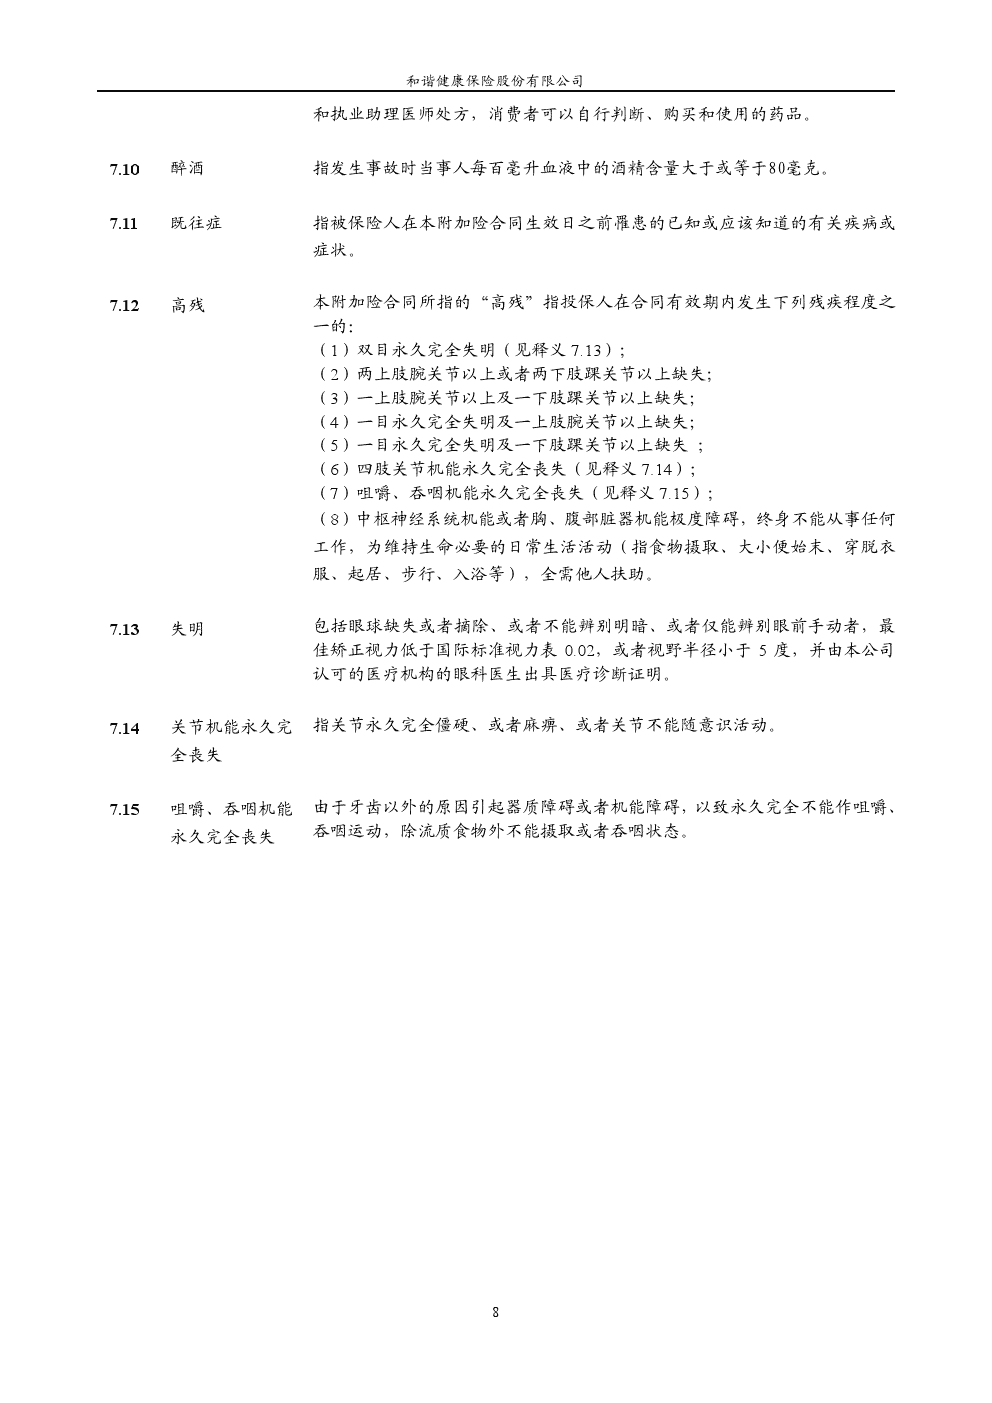 和谐健康保险股份有限公司
和执业助理医师处方，消费者可以自行判断、购买和使用的药品。
7.10 醉酒 指发生事故时当事人每百毫升血液中的酒精含量大于或等于80毫克。
7.11 既往症 指被保险人在本附加险合同生效日之前罹患的已知或应该知道的有关疾病或
症状。
7.12 高残 本附加险合同所指的“高残”指投保人在合同有效期内发生下列残疾程度之
一的：
（1）双目永久完全失明（见释义 7.13）；
（2）两上肢腕关节以上或者两下肢踝关节以上缺失；
（3）一上肢腕关节以上及一下肢踝关节以上缺失；
（4）一目永久完全失明及一上肢腕关节以上缺失；
（5）一目永久完全失明及一下肢踝关节以上缺失 ；
（6）四肢关节机能永久完全丧失（见释义 7.14）；
（7）咀嚼、吞咽机能永久完全丧失（见释义 7.15）；
（8）中枢神经系统机能或者胸、腹部脏器机能极度障碍，终身不能从事任何
工作，为维持生命必要的日常生活活动（指食物摄取、大小便始末、穿脱衣
服、起居、步行、入浴等），全需他人扶助。
7.13 失明 包括眼球缺失或者摘除、或者不能辨别明暗、或者仅能辨别眼前手动者，最
佳矫正视力低于国际标准视力表 0.02，或者视野半径小于 5 度，并由本公司
认可的医疗机构的眼科医生出具医疗诊断证明。
7.14 关节机能永久完 指关节永久完全僵硬、或者麻痹、或者关节不能随意识活动。
全丧失
7.15 咀嚼、吞咽机能 由于牙齿以外的原因引起器质障碍或者机能障碍，以致永久完全不能作咀嚼、
永久完全丧失 吞咽运动，除流质食物外不能摄取或者吞咽状态。
8